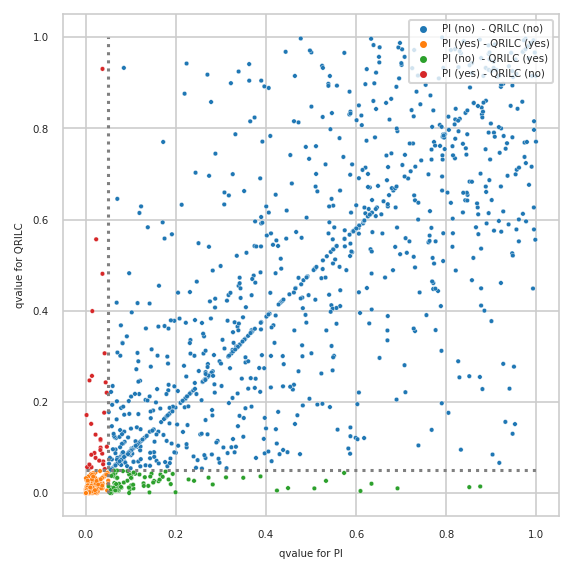 PI (no)  - QRILC (no)
PI (yes) - QRILC (yes)
PI (no)  - QRILC (yes)
PI (yes) - QRILC (no)
1.0
0.8
0.6
0.4
0.2
0.0
qvalue for QRILC
0.0 0.2 0.4 0.6 0.8 1.0
qvalue for PI